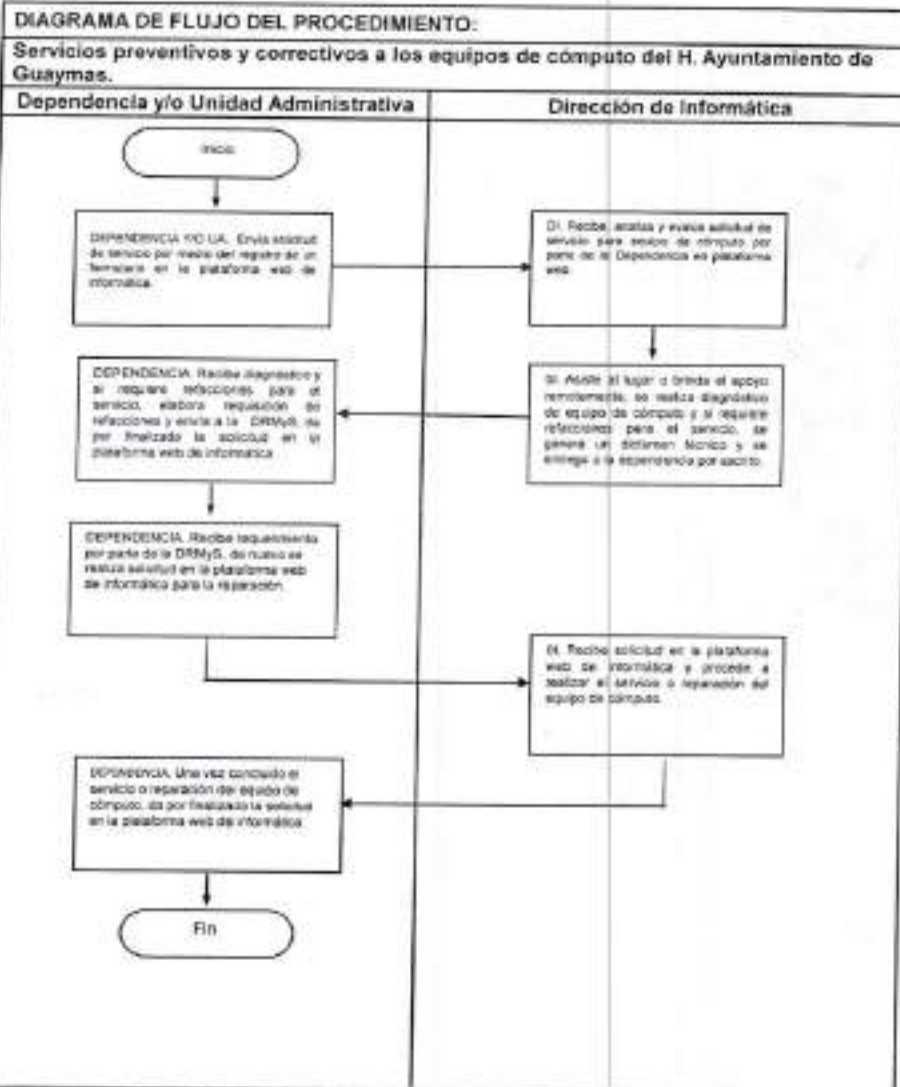 DIAGRAMA DE FLUJO DEL PROCEDIMIENTO:
Servicios preventivos y correctivos a los equipos de cómputo del H. Ayuntamiento de
Guaymas.
Dependencia y/o Unidad Administrativa
Dirección de Informática
Inicio
DEPENDENCIA Y/O UA. Envía solicitud
de servicio por medio del registro de un
formulario en la plataforma web de
informática.
DI. Recibe, analiza y evalúa solicitud de
servicio para equipo de cómputo por
parte de la Dependencia en plataforma
web.
DI. Asiste al lugar o brinda el apoyo
remotamente, se realiza diagnóstico
de equipo de cómputo y si requiere
refacciones para el servicio, se
genera un dictamen técnico y se
entrega a la dependencia por escrito.
DEPENDENCIA. Recibe diagnóstico y
si requiere refacciones para el
servicio, elabora requisición de
refacciones y envía a la DRMyS, da
por finalizado la solicitud en la
plataforma web de informática
DEPENDENCIA. Recibe requerimiento
por parte de la DRMyS, de nuevo se
realiza solicitud en la plataforma web
de informática para la reparación.
DI. Recibe solicitud en la plataforma
web de informática y procede a
realizar el servicio o reparación del
equipo de cómputo.
DEPENDENCIA. Una vez concluido el
servicio o reparación del equipo de
cómputo, da por finalizado la solicitud
en la plataforma web de informática
Fin